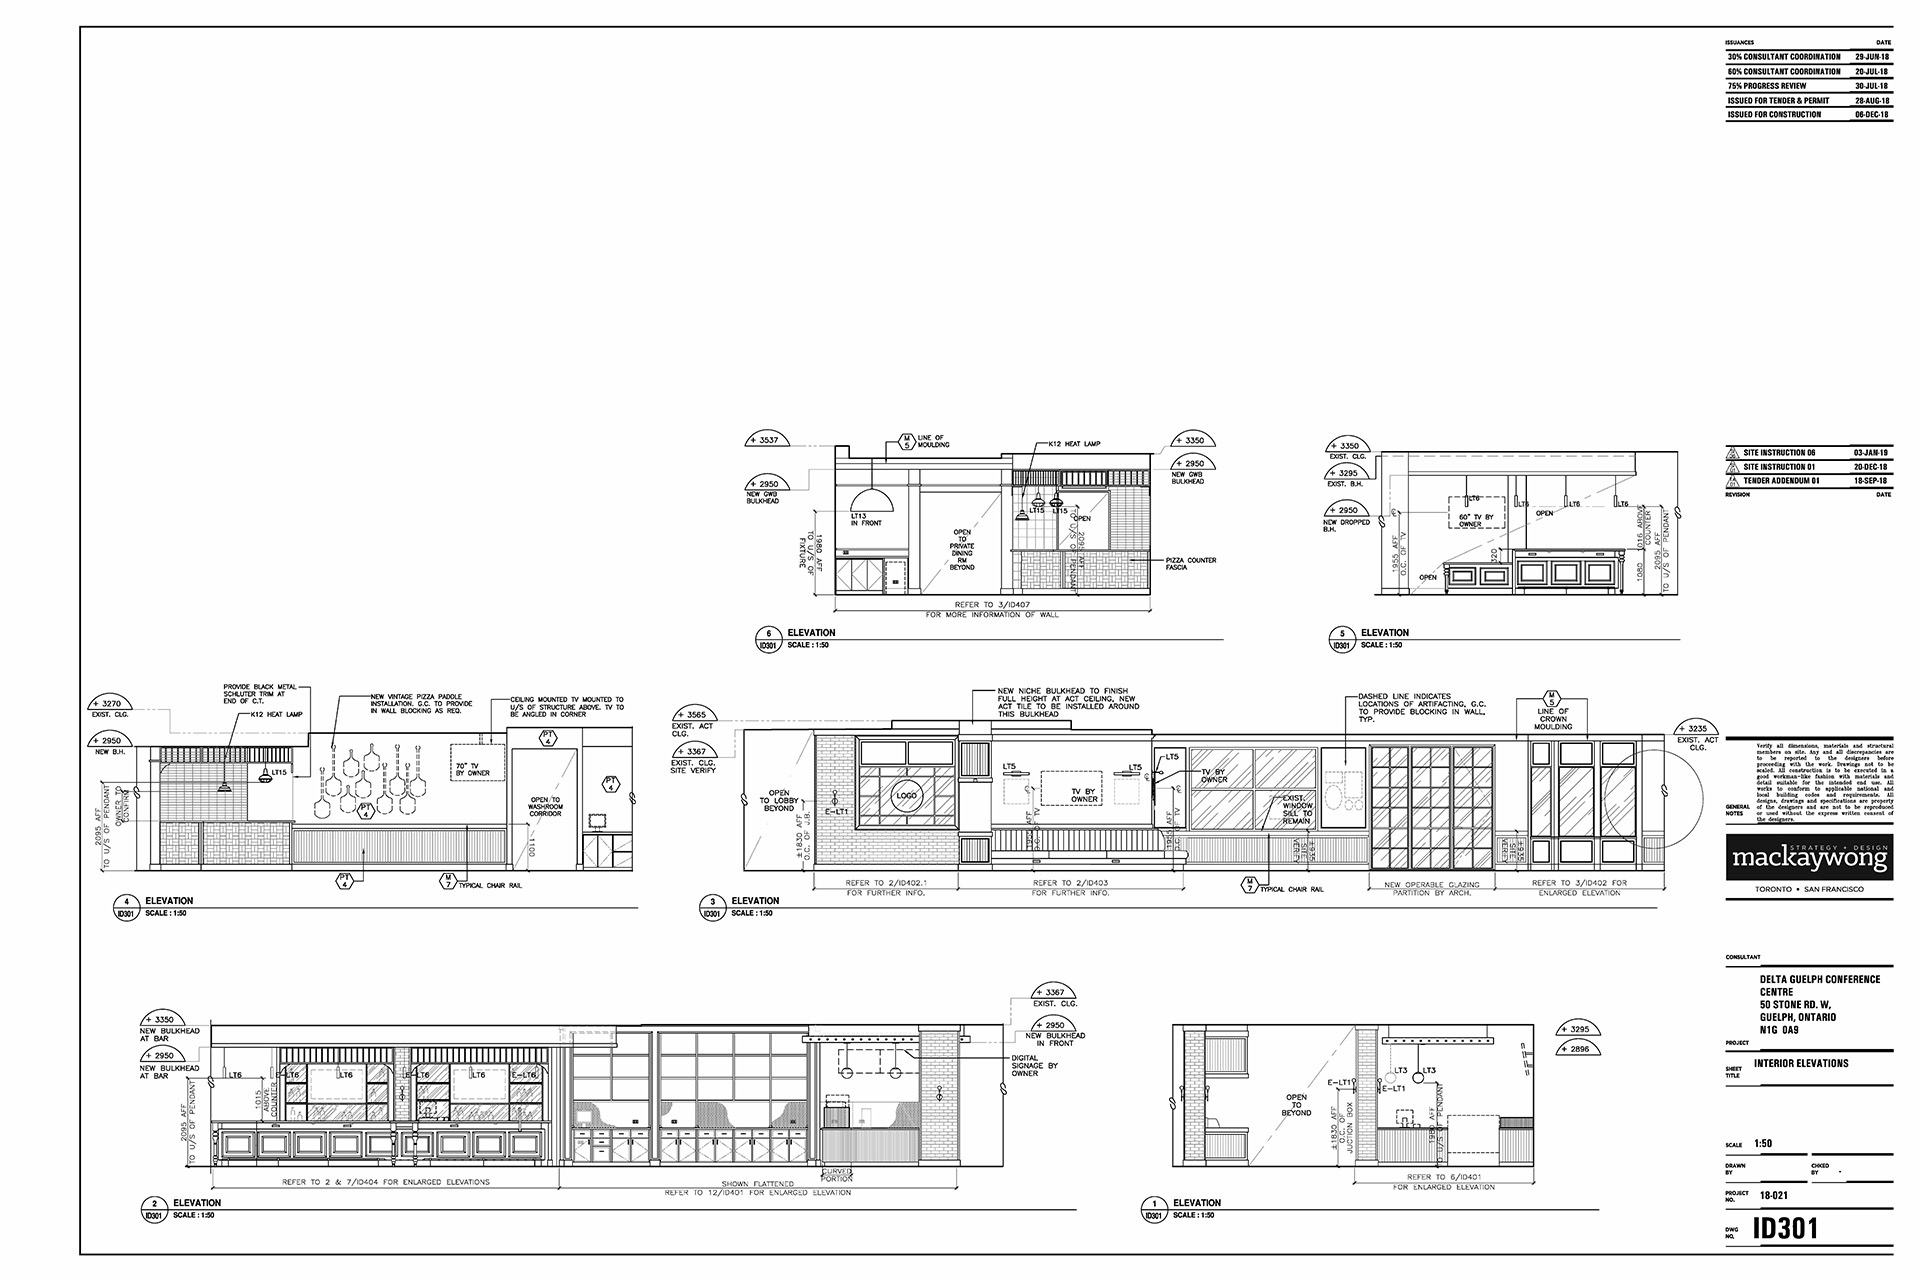 ISSUANCES DATE
30% CONSULTANT COORDINATION 29-JUN-18
60% CONSULTANT COORDINATION 20-JUL-18
75% PROGRESS REVIEW 30-JUL-18
ISSUED FOR TENDER & PERMIT 28-AUG-18
ISSUED FOR CONSTRUCTION 06-DEC-18
+ 3537
M
5
LINE OF
MOULDING
K12 HEAT LAMP
+ 3350
+ 2950
NEW GWB
BULKHEAD
+ 2950
NEW GWB
BULKHEAD
LT13
IN FRONT
1980 AFF
TO U/S OF
FIXTURE
OPEN
TO
PRIVATE
DINING
RM
BEYOND
LT15 LT15
OPEN
2095 AFF
TO U/S OF PENDANT
PIZZA COUNTER
FASCIA
REFER TO 3/ID407
FOR MORE INFORMATION OF WALL
6
ID301
ELEVATION
SCALE : 1:50
+ 3350
EXIST. CLG.
+ 3295
EXIST. B.H.
+ 2950
NEW DROPPED
B.H.
1955 AFF
O.C. OF TV
LT6
60" TV BY
OWNER
LT6
OPEN
LT6
LT6
OPEN
320
1016 ABOVE
COUNTER
1080
2095 AFF
TO U/S OF PENDANT
5
ID301
ELEVATION
SCALE : 1:50
SITE INSTRUCTION 06 03-JAN-19
SITE INSTRUCTION 01 20-DEC-18
TENDER ADDENDUM 01 18-SEP-18
REVISION DATE
+ 3270
EXIST. CLG.
+ 2950
NEW B.H.
PROVIDE BLACK METAL
SCHLUTER TRIM AT
END OF C.T.
K12 HEAT LAMP
NEW VINTAGE PIZZA PADDLE
INSTALLATION. G.C. TO PROVIDE
IN WALL BLOCKING AS REQ.
CEILING MOUNTED TV MOUNTED TO
U/S OF STRUCTURE ABOVE. TV TO
BE ANGLED IN CORNER
LT15
70" TV
BY OWNER
PT
4
OPEN TO
WASHROOM
CORRIDOR
PT
4
PT
4
2095 AFF
TO U/S OF PENDANT
OWNER TO
CONFIRM
1100
PT
4
M
7
TYPICAL CHAIR RAIL
4
ID301
ELEVATION
SCALE : 1:50
+ 3565
EXIST. ACT
CLG.
+ 3367
EXIST. CLG.
SITE VERIFY
NEW NICHE BULKHEAD TO FINISH
FULL HEIGHT AT ACT CEILING, NEW
ACT TILE TO BE INSTALLED AROUND
THIS BULKHEAD
DASHED LINE INDICATES
LOCATIONS OF ARTIFACTING, G.C.
TO PROVIDE BLOCKING IN WALL,
TYP.
M
5
LINE OF
CROWN
MOULDING
+ 3235
EXIST. ACT
CLG.
OPEN
TO LOBBY
BEYOND
±1830 AFF
O.C. OF J.B.
E-LT1
LOGO
LT5
TV BY
OWNER
LT5
LT5
TV BY
OWNER
EXIST.
WINDOW
SILL TO
REMAIN
±935
SITE
VERIFY
±935
SITE
VERIFY
REFER TO 2/ID402.1
FOR FURTHER INFO.
REFER TO 2/ID403
FOR FURTHER INFO.
M
7
TYPICAL CHAIR RAIL
NEW OPERABLE GLAZING
PARTITION BY ARCH.
REFER TO 3/ID402 FOR
ENLARGED ELEVATION
3
ID301
ELEVATION
SCALE : 1:50
Verify all dimensions, materials and structural
members on site. Any and all discrepancies are
to be reported to the designers before
proceeding with the work. Drawings not to be
scaled. All construction is to be executed in a
good workman-like fashion with materials and
detail suitable for the intended end use. All
works to conform to applicable national and
local building codes and requirements. All
designs, drawings and specifications are property
of the designers and are not to be reproduced
or used without the express written consent of
the designers.
GENERAL
NOTES
STRATEGY + DESIGN
mackaywong
TORONTO • SAN FRANCISCO
CONSULTANT
DELTA GUELPH CONFERENCE
CENTRE
50 STONE RD. W,
GUELPH, ONTARIO
N1G 0A9
PROJECT
SHEET
TITLE
INTERIOR ELEVATIONS
SCALE 1:50
DRAWN
BY
CHKED
BY -
PROJECT
NO. 18-021
DWG
NO. ID301
+ 3350
NEW BULKHEAD
AT BAR
+ 2950
NEW BULKHEAD
AT BAR
+ 3367
EXIST. CLG.
+ 2950
NEW BULKHEAD
IN FRONT
DIGITAL
SIGNAGE BY
OWNER
LT6
E-LT6
LT6
E-LT6
LT6
E-LT6
1015
ABOVE
COUNTER
2095 AFF
TO U/S OF PENDANT
REFER TO 2 & 7/ID404 FOR ENLARGED ELEVATIONS
SHOWN FLATTENED
REFER TO 12/ID401 FOR ENLARGED ELEVATION
CURVED
PORTION
2
ID301
ELEVATION
SCALE : 1:50
+ 3295
+ 2896
OPEN
TO
BEYOND
E-LT1
E-LT1
LT3
LT3
±1830 AFF
O.C. OF
JUCTION BOX
1980 AFF
TO U/S OF PENDANT
REFER TO 6/ID401
FOR ENLARGED ELEVATION
1
ID301
ELEVATION
SCALE : 1:50